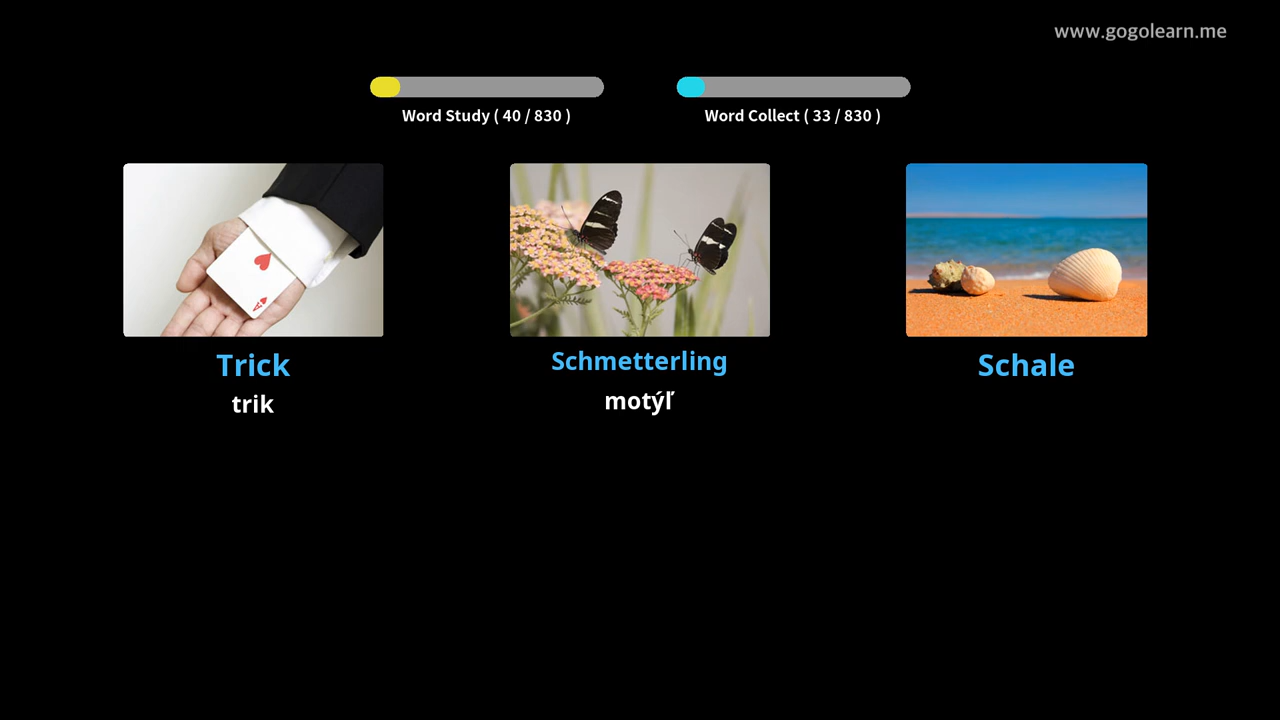 www.gogolearn.me
Word Study ( 40 / 830 )
Word Collect ( 33 / 830 )
Trick
trik
Schmetterling
motýľ
Schale